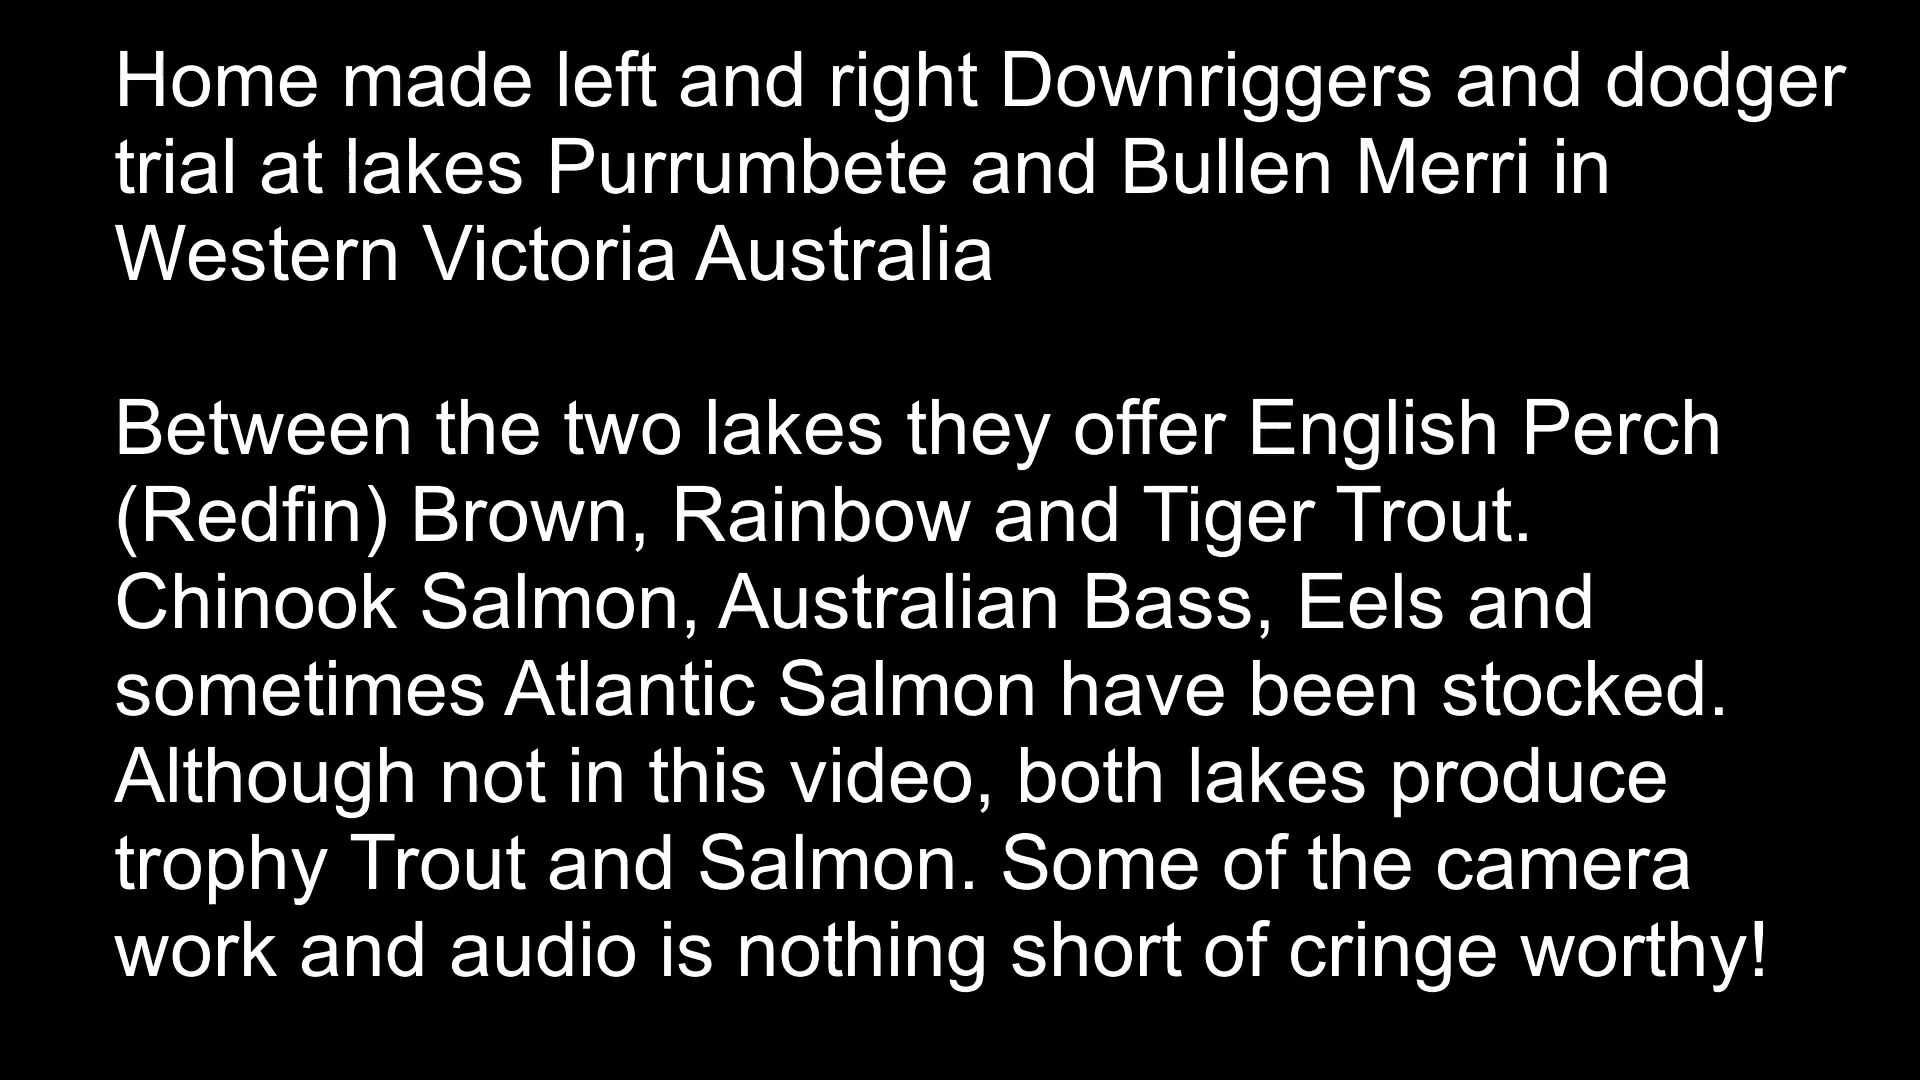 Home made left and right Downriggers and dodger
trial at lakes Purrumbete and Bullen Merri in
Western Victoria Australia
Between the two lakes they offer English Perch
(Redfin) Brown, Rainbow and Tiger Trout.
Chinook Salmon, Australian Bass, Eels and
sometimes Atlantic Salmon have been stocked.
Although not in this video, both lakes produce
trophy Trout and Salmon. Some of the camera
work and audio is nothing short of cringe worthy!